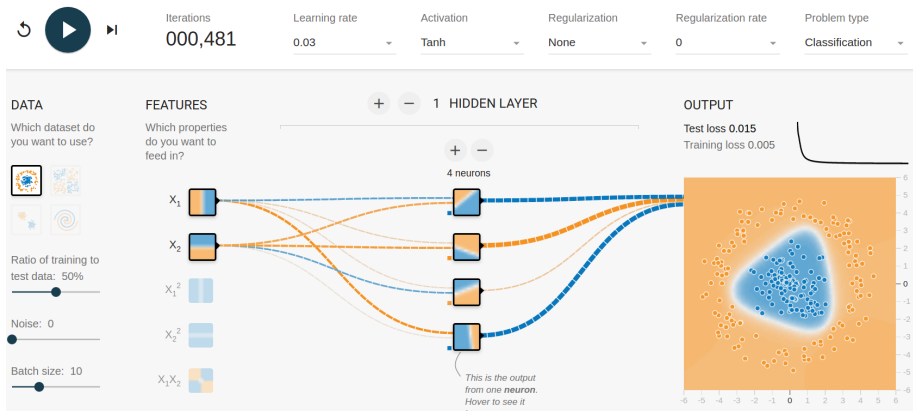 Iterations
000,481
Learning rate
0.03
Activation
Tanh
Regularization
None
Regularization rate
0
Problem type
Classification
DATA
Which dataset do
you want to use?
Ratio of training to
test data: 50%
Noise: 0
Batch size: 10
FEATURES
Which properties
do you want to
feed in?
X1
X2
X1²
X2²
X1X2
+ − 1 HIDDEN LAYER
+ −
4 neurons
This is the output
from one neuron.
Hover to see it
OUTPUT
Test loss 0.015
Training loss 0.005
6
5
4
3
2
1
0
-1
-2
-3
-4
-5
-6
-6 -5 -4 -3 -2 -1 0 1 2 3 4 5 6